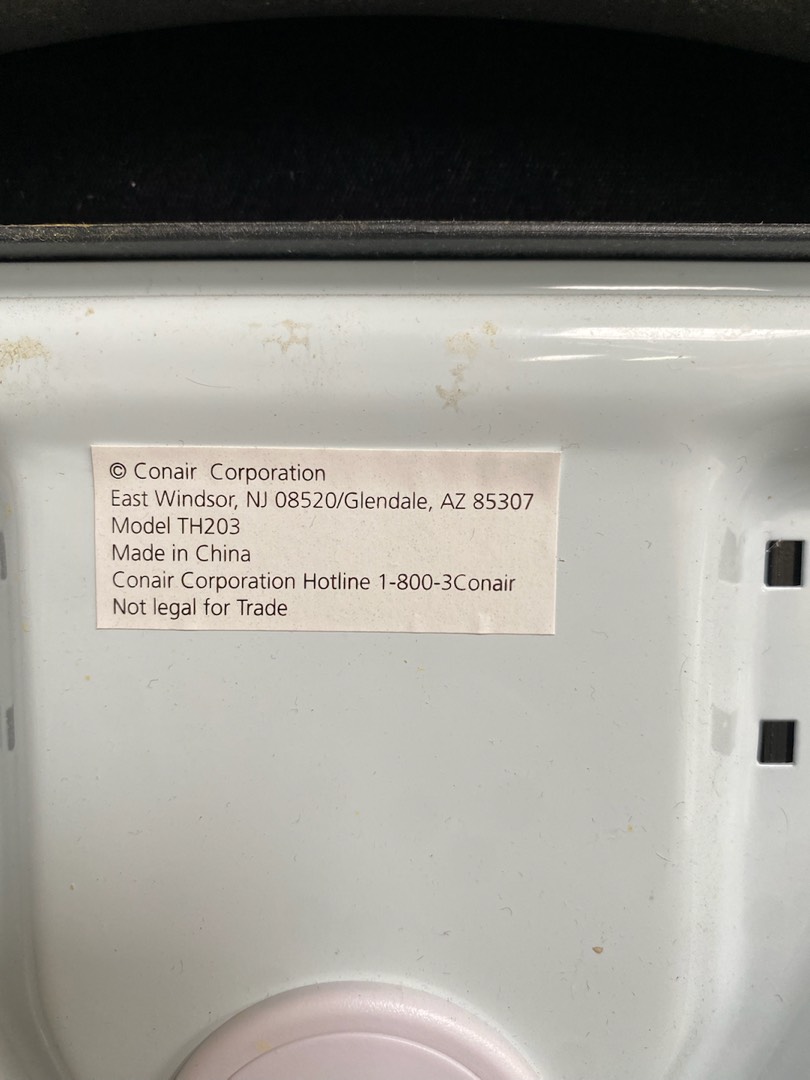 © Conair Corporation
East Windsor, NJ 08520/Glendale, AZ 85307
Model TH203
Made in China
Conair Corporation Hotline 1-800-3Conair
Not legal for Trade